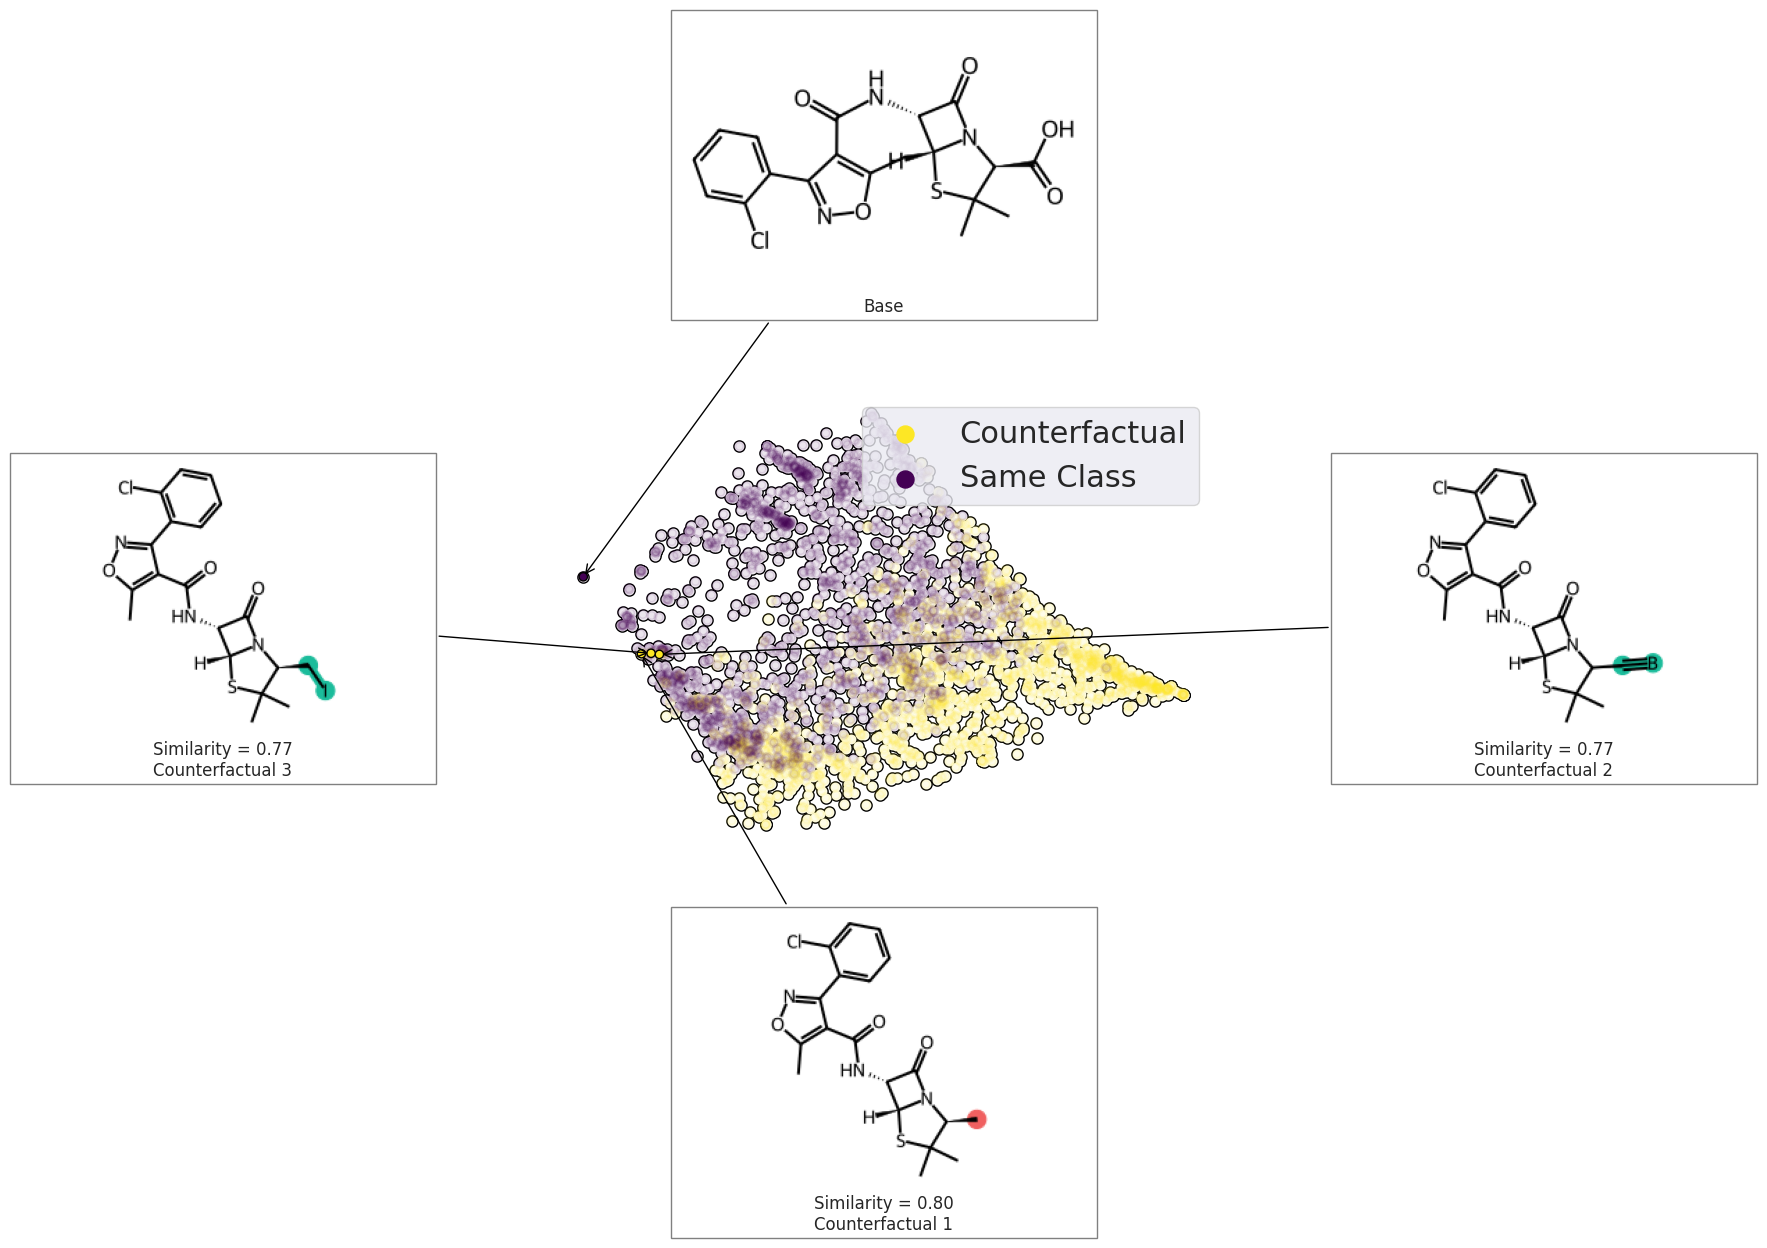 H
N
O
O
N
OH
H
S
O
N
O
Cl
Base
Counterfactual
Same Class
Cl
N
O
O
O
HN
N
H
S
I
Similarity = 0.77
Counterfactual 3
Cl
N
O
O
O
HN
N
H
B
S
Similarity = 0.77
Counterfactual 2
Cl
N
O
O
O
HN
N
H
S
Similarity = 0.80
Counterfactual 1